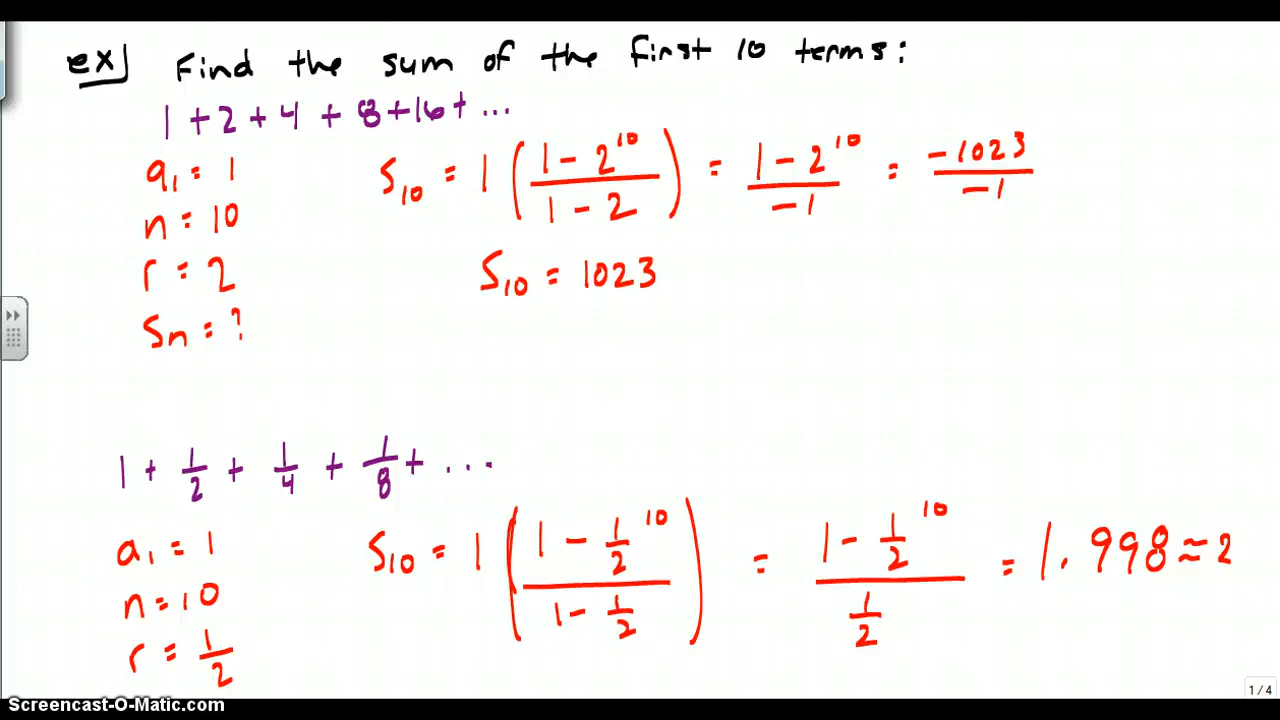 ex] Find the sum of the first 10 terms:
1 + 2 + 4 + 8 + 16 + ...
a₁ = 1
n = 10
r = 2
Sn = ?
S₁₀ = 1 ( (1 - 2¹⁰) / (1 - 2) ) = (1 - 2¹⁰) / -1 = -1023 / -1
S₁₀ = 1023
1 + 1/2 + 1/4 + 1/8 + ...
a₁ = 1
n = 10
r = 1/2
S₁₀ = 1 ( (1 - 1/2¹⁰) / (1 - 1/2) ) = (1 - 1/2¹⁰) / (1/2) = 1.998 ≈ 2
1/4
Screencast-O-Matic.com